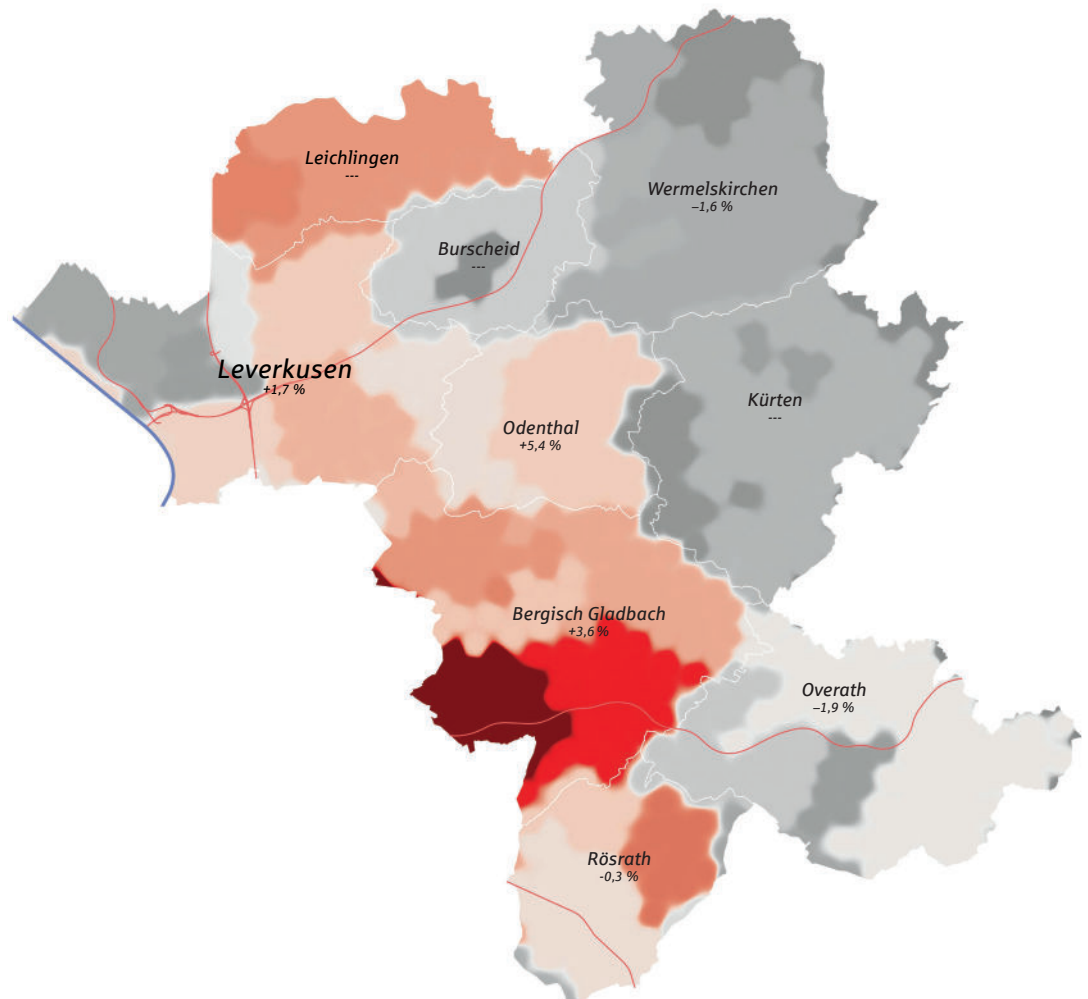 Leichlingen
---
Wermelskirchen
–1,6 %
Burscheid
---
Leverkusen
+1,7 %
Kürten
---
Odenthal
+5,4 %
Bergisch Gladbach
+3,6 %
Overath
–1,9 %
Rösrath
-0,3 %